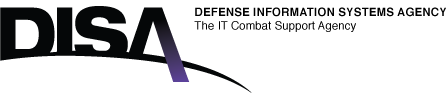 DISA
DEFENSE INFORMATION SYSTEMS AGENCY
The IT Combat Support Agency